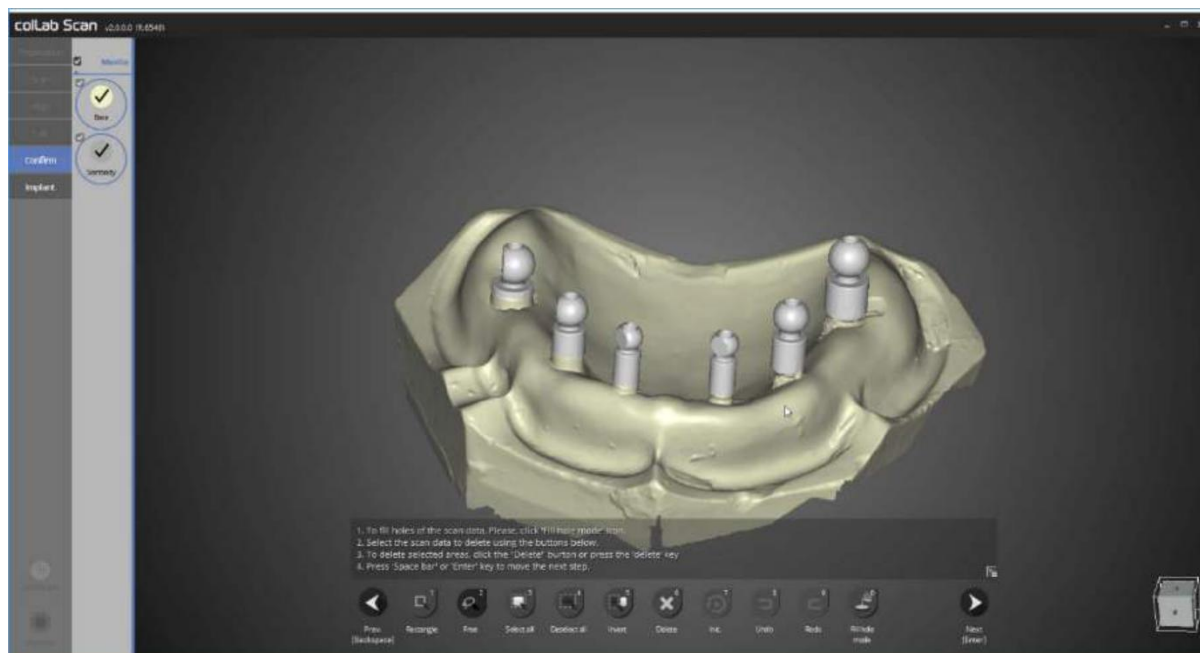 colLab Scan
Maxilla
Base
Confirm
Implant
1. To fill holes of the scan data. Please, click 'Fill hole mode' icon.
2. Select the scan data to delete using the buttons below.
3. To delete selected areas, click the "Delete" button or press the 'delete' key
4. Press 'Space bar' or 'Enter' key to move the next step.
Prev. Rectangle Free Select all Deselect all Invert Delete Init. Undo Redo Fill hole Next
[Backspace] mode [Enter]